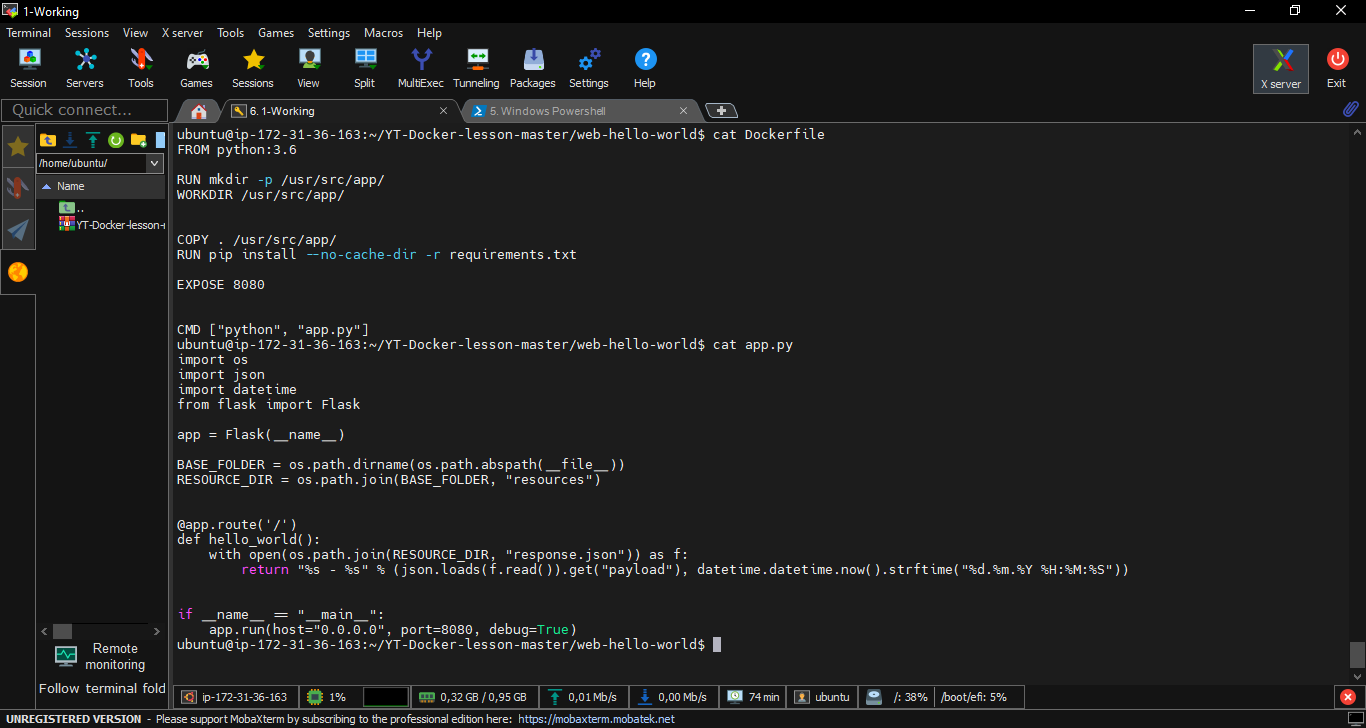 1-Working
Terminal Sessions View X server Tools Games Settings Macros Help
Session Servers Tools Games Sessions View Split MultiExec Tunneling Packages Settings Help X server Exit
Quick connect...
6. 1-Working
5. Windows Powershell
/home/ubuntu/
Name
..
YT-Docker-lesson-
ubuntu@ip-172-31-36-163:~/YT-Docker-lesson-master/web-hello-world$ cat Dockerfile
FROM python:3.6
RUN mkdir -p /usr/src/app/
WORKDIR /usr/src/app/
COPY . /usr/src/app/
RUN pip install --no-cache-dir -r requirements.txt
EXPOSE 8080
CMD ["python", "app.py"]
ubuntu@ip-172-31-36-163:~/YT-Docker-lesson-master/web-hello-world$ cat app.py
import os
import json
import datetime
from flask import Flask
app = Flask(__name__)
BASE_FOLDER = os.path.dirname(os.path.abspath(__file__))
RESOURCE_DIR = os.path.join(BASE_FOLDER, "resources")
@app.route('/')
def hello_world():
    with open(os.path.join(RESOURCE_DIR, "response.json")) as f:
        return "%s - %s" % (json.loads(f.read()).get("payload"), datetime.datetime.now().strftime("%d.%m.%Y %H:%M:%S"))
if __name__ == "__main__":
    app.run(host="0.0.0.0", port=8080, debug=True)
ubuntu@ip-172-31-36-163:~/YT-Docker-lesson-master/web-hello-world$
Remote
monitoring
Follow terminal fold
ip-172-31-36-163 1% 0,32 GB / 0,95 GB 0,01 Mb/s 0,00 Mb/s 74 min ubuntu /: 38% /boot/efi: 5%
UNREGISTERED VERSION - Please support MobaXterm by subscribing to the professional edition here: https://mobaxterm.mobatek.net